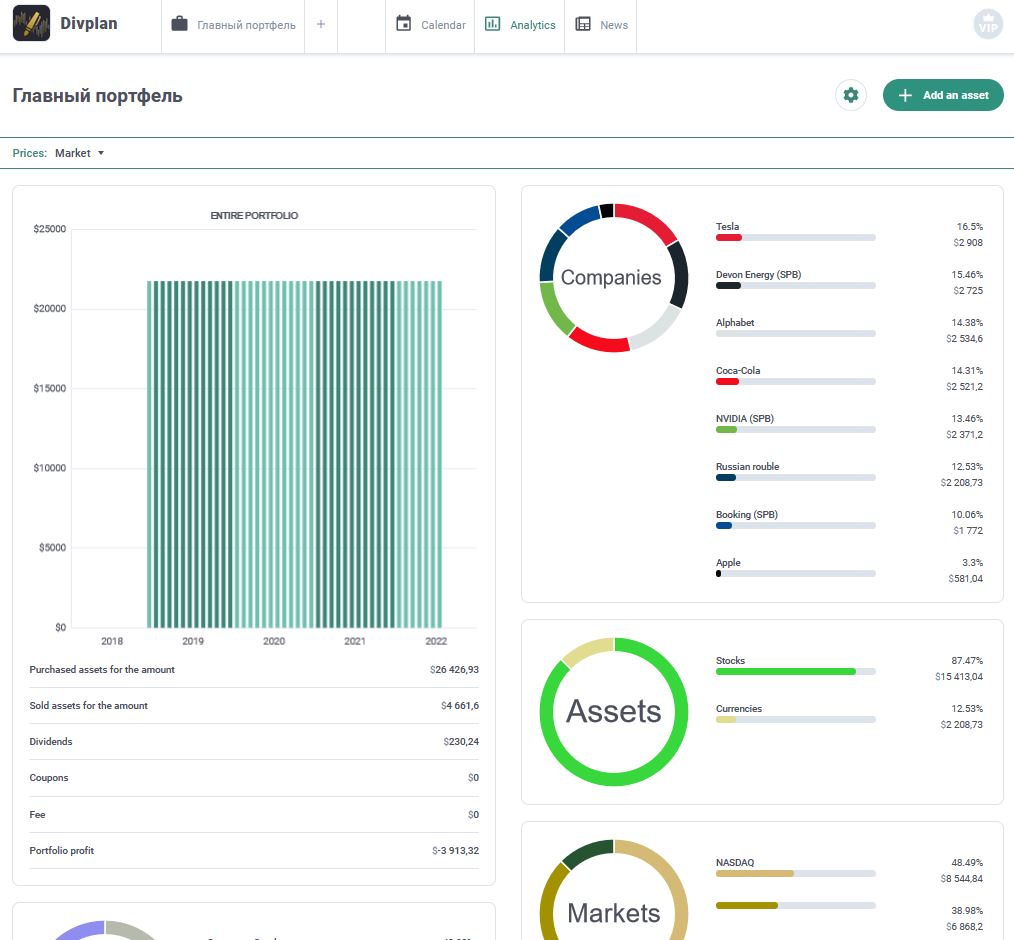 Divplan
Главный портфель
+
Calendar
Analytics
News
VIP
Главный портфель
Add an asset
Prices: Market
ENTIRE PORTFOLIO
$25000
$20000
$15000
$10000
$5000
$0
2018 2019 2020 2021 2022
Purchased assets for the amount $26 426,93
Sold assets for the amount $4 661,6
Dividends $230,24
Coupons $0
Fee $0
Portfolio profit $-3 913,32
Companies
Tesla 16.5%
$2 908
Devon Energy (SPB) 15.46%
$2 725
Alphabet 14.38%
$2 534,6
Coca-Cola 14.31%
$2 521,2
NVIDIA (SPB) 13.46%
$2 371,2
Russian rouble 12.53%
$2 208,73
Booking (SPB) 10.06%
$1 772
Apple 3.3%
$581,04
Assets
Stocks 87.47%
$15 413,04
Currencies 12.53%
$2 208,73
Markets
NASDAQ 48.49%
$8 544,84
38.98%
$6 868,2